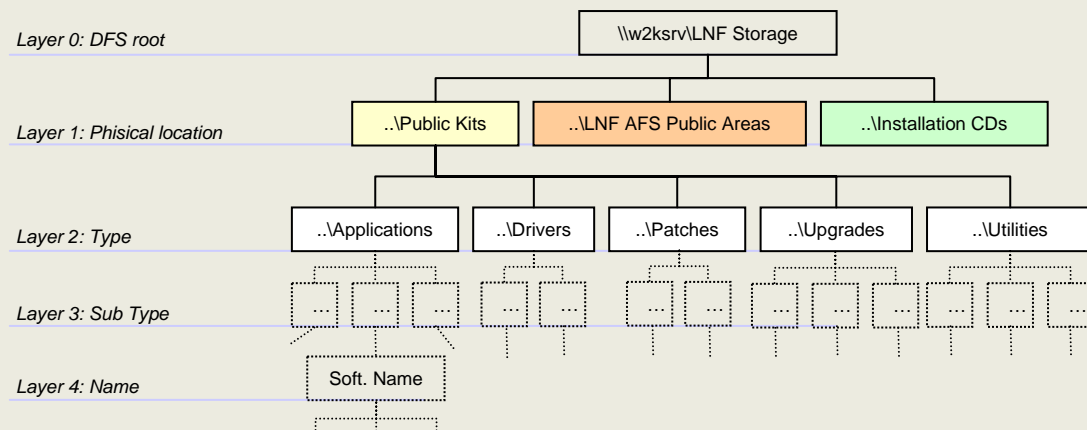 Layer 0: DFS root
\\w2ksrv\LNF Storage
Layer 1: Phisical location
..\Public Kits
..\LNF AFS Public Areas
..\Installation CDs
Layer 2: Type
..\Applications
..\Drivers
..\Patches
..\Upgrades
..\Utilities
Layer 3: Sub Type
... ... ... ... ... ... ... ... ... ... ... ... ...
Layer 4: Name
Soft. Name